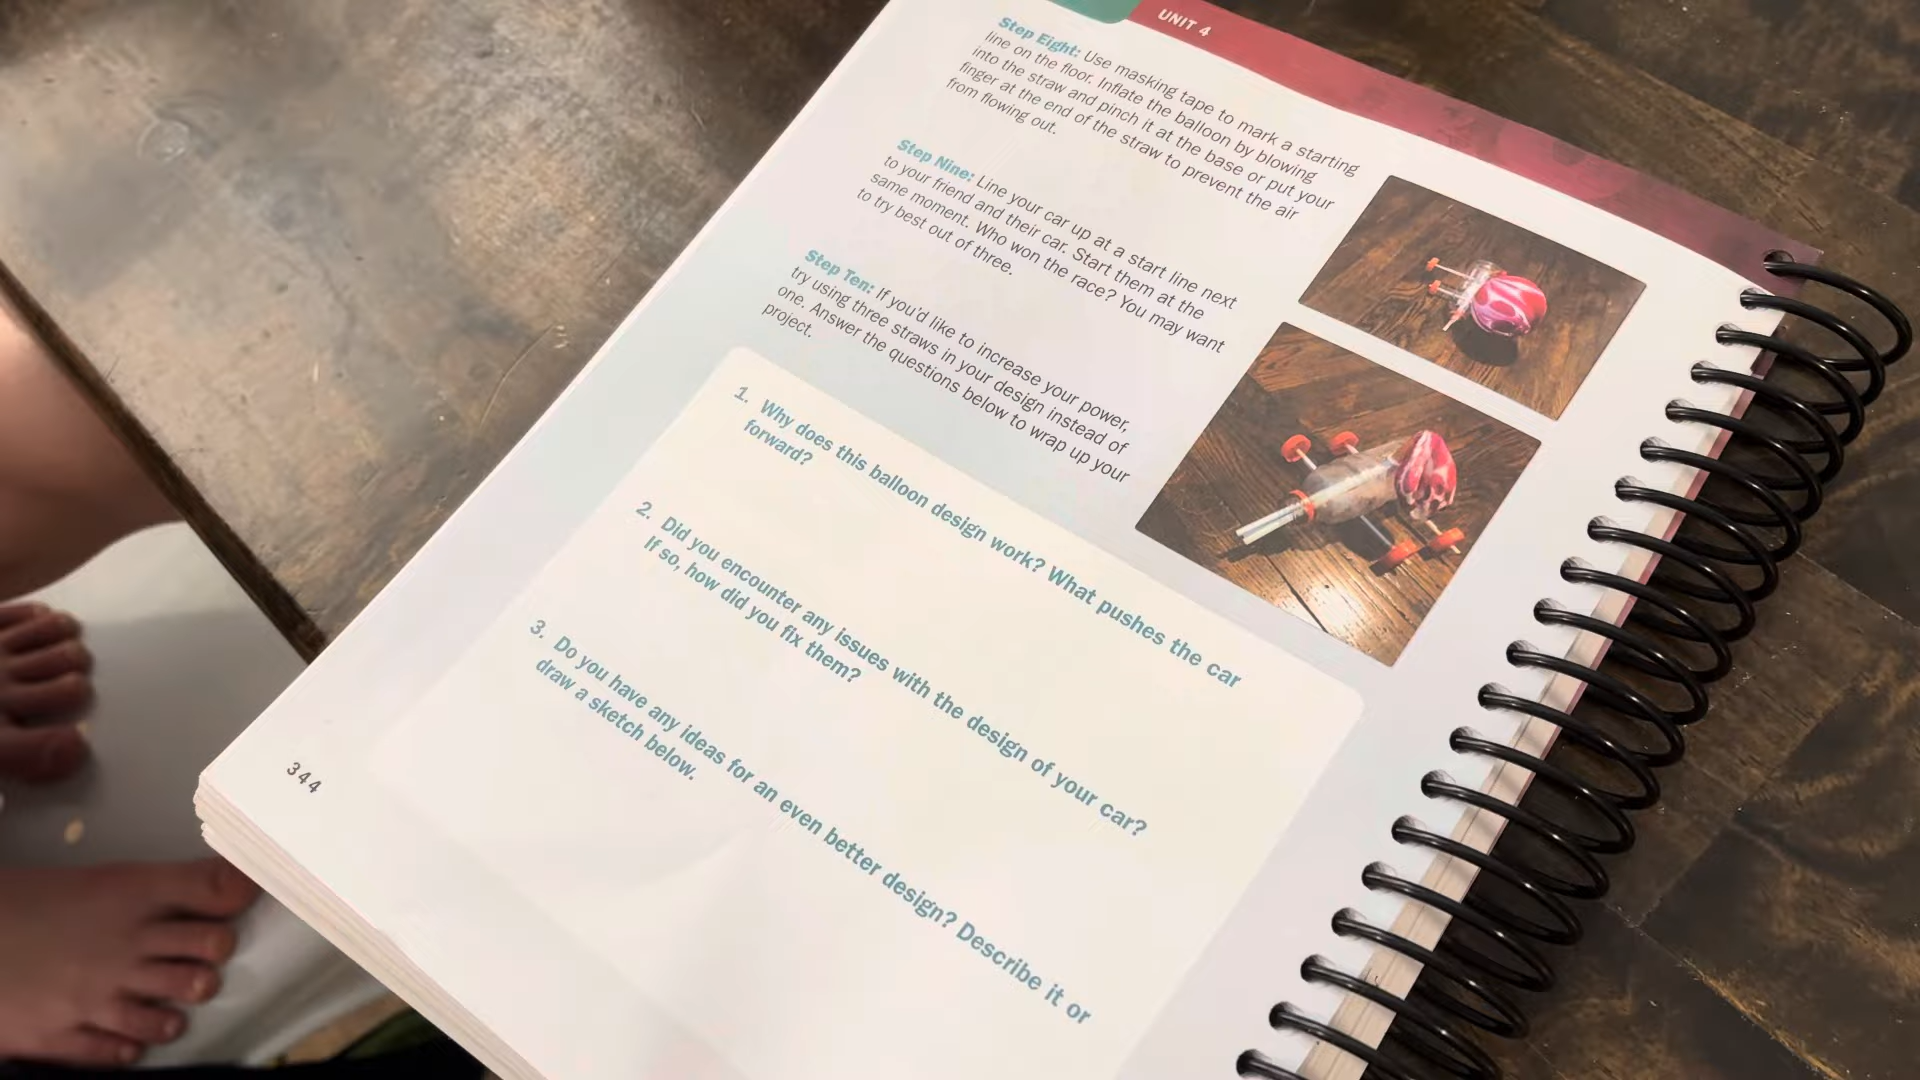 UNIT 4
Step Eight: Use masking tape to mark a starting
line on the floor. Inflate the balloon by blowing
into the straw and pinch it at the base or put your
finger at the end of the straw to prevent the air
from flowing out.
Step Nine: Line your car up at a start line next
to your friend and their car. Start them at the
same moment. Who won the race? You may want
to try best out of three.
Step Ten: If you'd like to increase your power,
try using three straws in your design instead of
one. Answer the questions below to wrap up your
project.
1. Why does this balloon design work? What pushes the car
forward?
2. Did you encounter any issues with the design of your car?
If so, how did you fix them?
3. Do you have any ideas for an even better design? Describe it or
draw a sketch below.
344